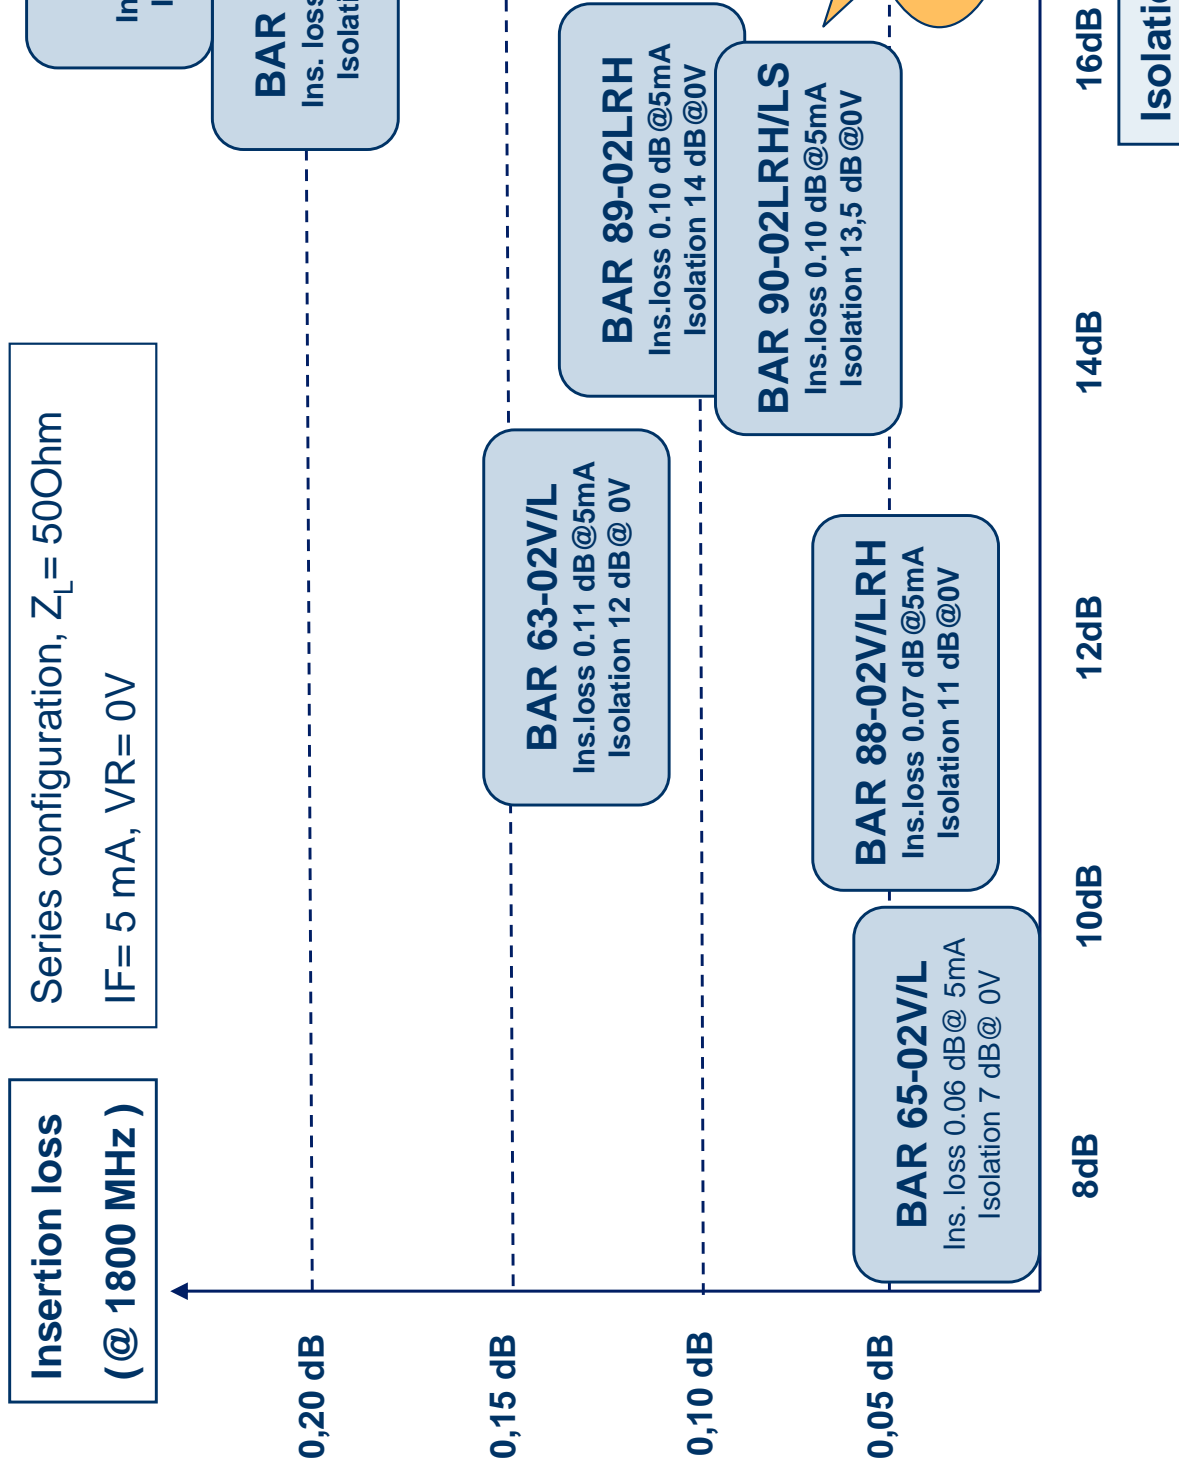 Insertion loss
(@ 1800 MHz )
Series configuration, ZL= 50Ohm
IF= 5 mA, VR= 0V
0,20 dB
0,15 dB
0,10 dB
0,05 dB
BAR
Ins. loss
BAR 63-02V/L
Ins.loss 0.11 dB@5mA
Isolation 12 dB@ 0V
BAR 89-02LRH
Ins.loss 0.10 dB@5mA
Isolation 14 dB@0V
BAR 90-02LRH/LS
Ins.loss 0.10 dB@5mA
Isolation 13,5 dB@0V
BAR 88-02V/LRH
Ins.loss 0.07 dB@5mA
Isolation 11 dB@0V
BAR 65-02V/L
Ins. loss 0.06 dB@ 5mA
Isolation 7 dB@ 0V
8dB
10dB
12dB
14dB
16dB